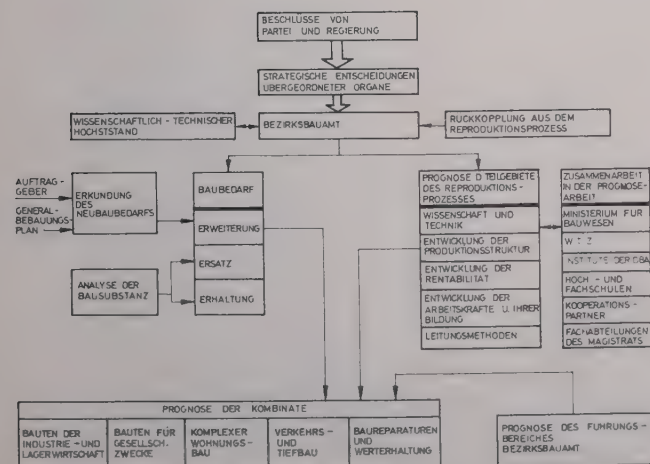 BESCHLÜSSE VON
PARTEI UND REGIERUNG
STRATEGISCHE ENTSCHEIDUNGEN
ÜBERGEORDNETER ORGANE
WISSENSCHAFTLICH - TECHNISCHER
HÖCHSTSTAND
BEZIRKSBAUAMT
RÜCKKOPPLUNG AUS DEM
REPRODUKTIONSPROZESS
AUFTRAG-
GEBER
GENERAL-
BEBAUUNGS-
PLAN
ERKUNDUNG
DES
NEUBAUBEDARFS
ANALYSE DER
BAUSUBSTANZ
BAUBEDARF
ERWEITERUNG
ERSATZ
ERHALTUNG
PROGNOSE D TEILGEBIETE
DES REPRODUKTIONS-
PROZESSES
WISSENSCHAFT UND
TECHNIK
ENTWICKLUNG DER
PRODUKTIONSSTRUKTUR
ENTWICKLUNG DER
RENTABILITÄT
ENTWICKLUNG DER
ARBEITSKRÄFTE U. IHRER
BILDUNG
LEITUNGSMETHODEN
ZUSAMMENARBEIT
IN DER PROGNOSE-
ARBEIT
MINISTERIUM FÜR
BAUWESEN
W T Z
INSTITUTE DER DBA
HOCH - UND
FACHSCHULEN
KOOPERATIONS -
PARTNER
FACHABTEILUNGEN
DES MAGISTRATS
PROGNOSE DER KOMBINATE
BAUTEN DER
INDUSTRIE - UND
LAGERWIRTSCHAFT
BAUTEN FÜR
GESELLSCH.
ZWECKE
KOMPLEXER
WOHNUNGS -
BAU
VERKEHRS -
UND
TIEFBAU
BAUREPARATUREN
UND
WERTERHALTUNG
PROGNOSE DES FÜHRUNGS -
BEREICHES
BEZIRKSBAUAMT